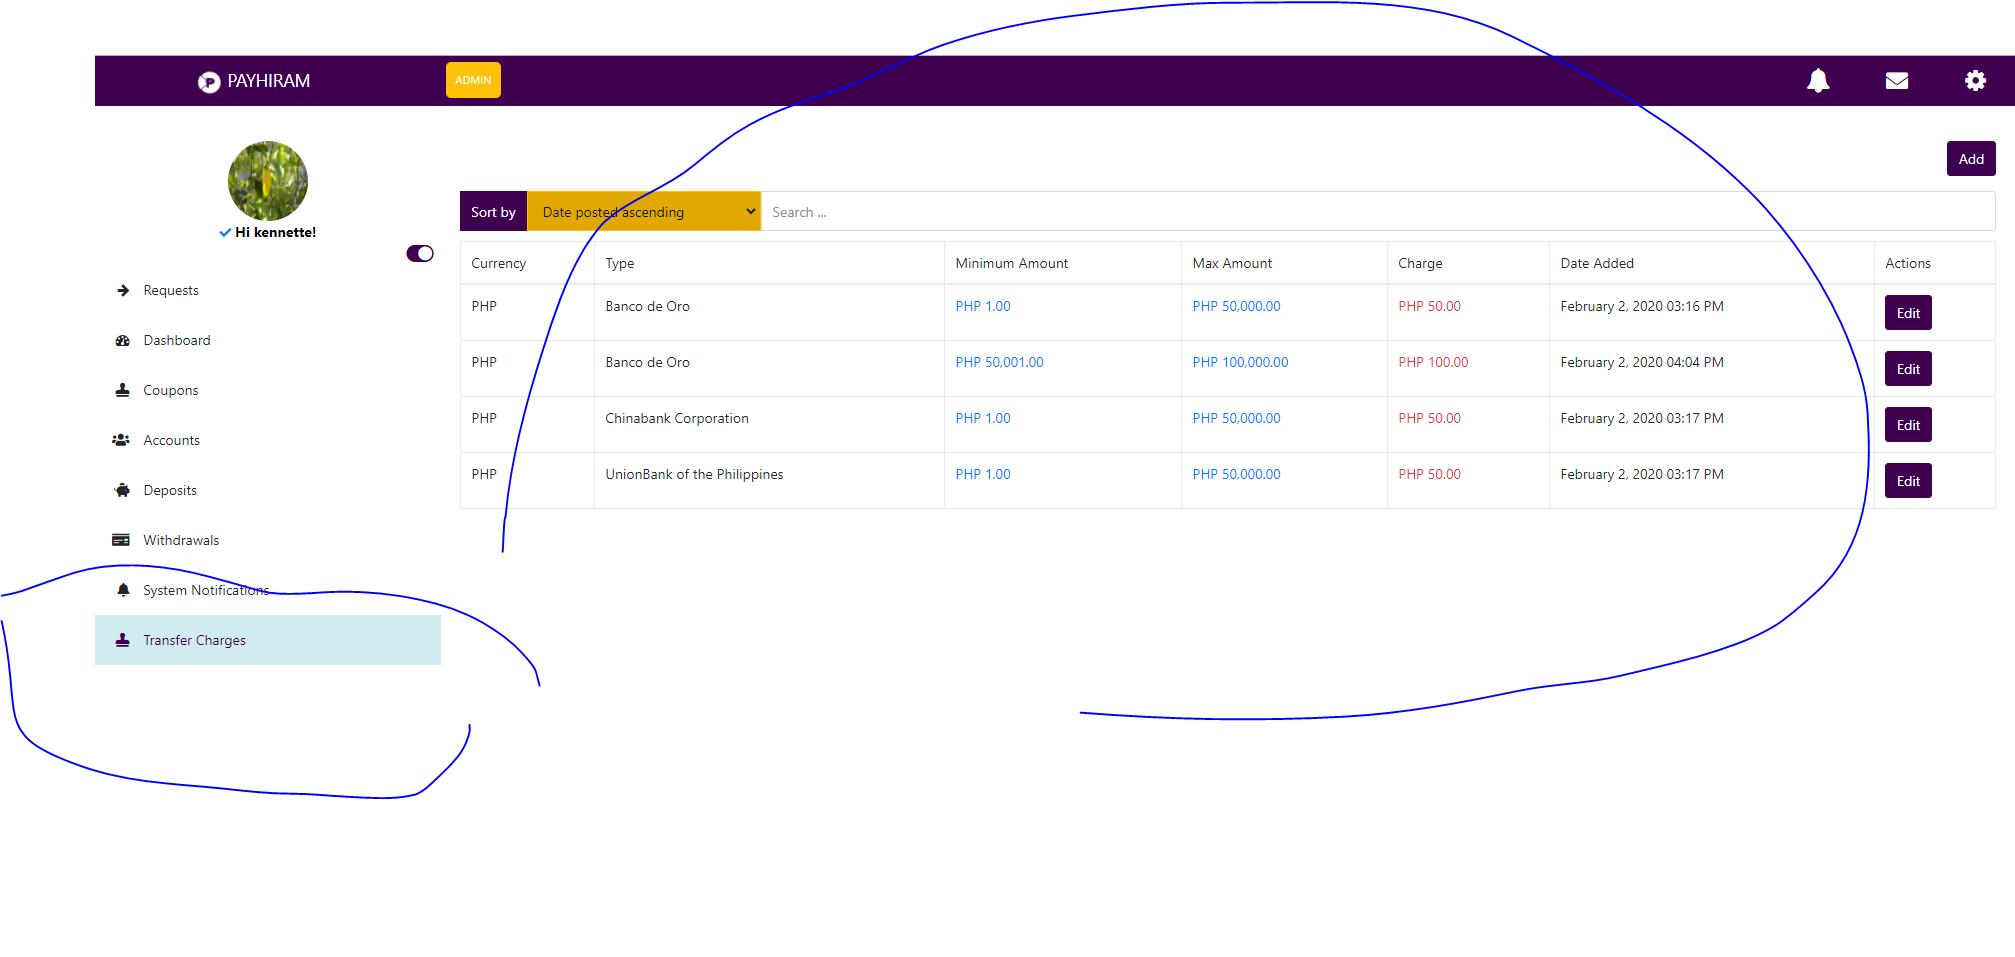 PAYHIRAM ADMIN
Add
Hi kennette!
Sort by Date posted ascending Search ...
Requests
Dashboard
Coupons
Accounts
Deposits
Withdrawals
System Notifications
Transfer Charges
Currency Type Minimum Amount Max Amount Charge Date Added Actions
PHP Banco de Oro PHP 1.00 PHP 50,000.00 PHP 50.00 February 2, 2020 03:16 PM Edit
PHP Banco de Oro PHP 50,001.00 PHP 100,000.00 PHP 100.00 February 2, 2020 04:04 PM Edit
PHP Chinabank Corporation PHP 1.00 PHP 50,000.00 PHP 50.00 February 2, 2020 03:17 PM Edit
PHP UnionBank of the Philippines PHP 1.00 PHP 50,000.00 PHP 50.00 February 2, 2020 03:17 PM Edit